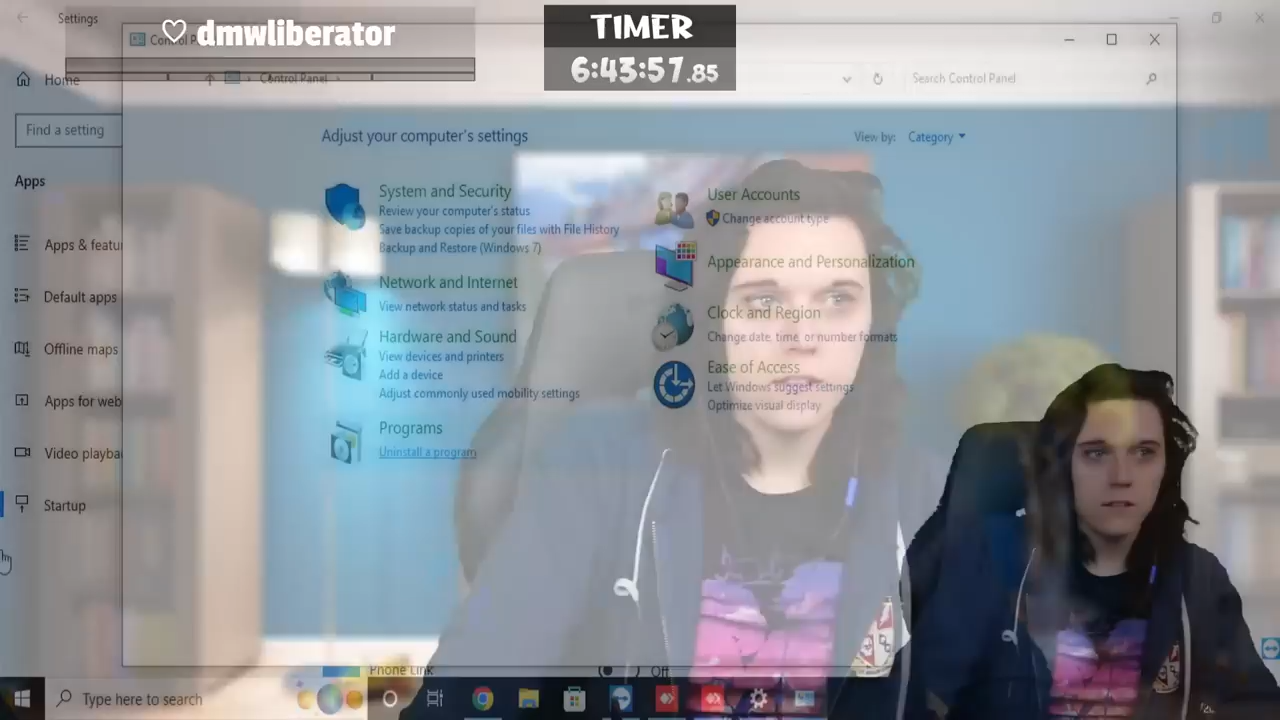 Settings
♡ dmwliberator
TIMER
6:43:57.85
Home
Control Panel
Search Control Panel
Find a setting
Adjust your computer's settings
View by: Category
Apps
System and Security
Review your computer's status
Save backup copies of your files with File History
Backup and Restore (Windows 7)
User Accounts
Change account type
Apps & featu
Appearance and Personalization
Network and Internet
View network status and tasks
Default apps
Clock and Region
Change date, time, or number formats
Hardware and Sound
View devices and printers
Add a device
Adjust commonly used mobility settings
Offline maps
Ease of Access
Let Windows suggest settings
Optimize visual display
Apps for web
Programs
Uninstall a program
Video playba
Startup
Phone Link
Off
Type here to search